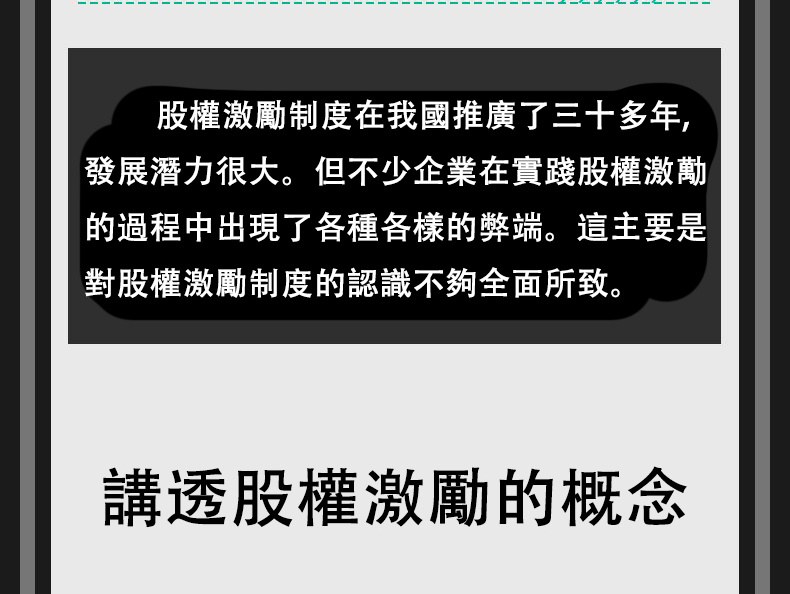 股權激勵制度在我國推廣了三十多年,
發展潛力很大。但不少企業在實踐股權激勱
的過程中出現了各種各樣的弊端。這主要是
對股權激勵制度的認識不夠全面所致。
講透股權激勵的概念